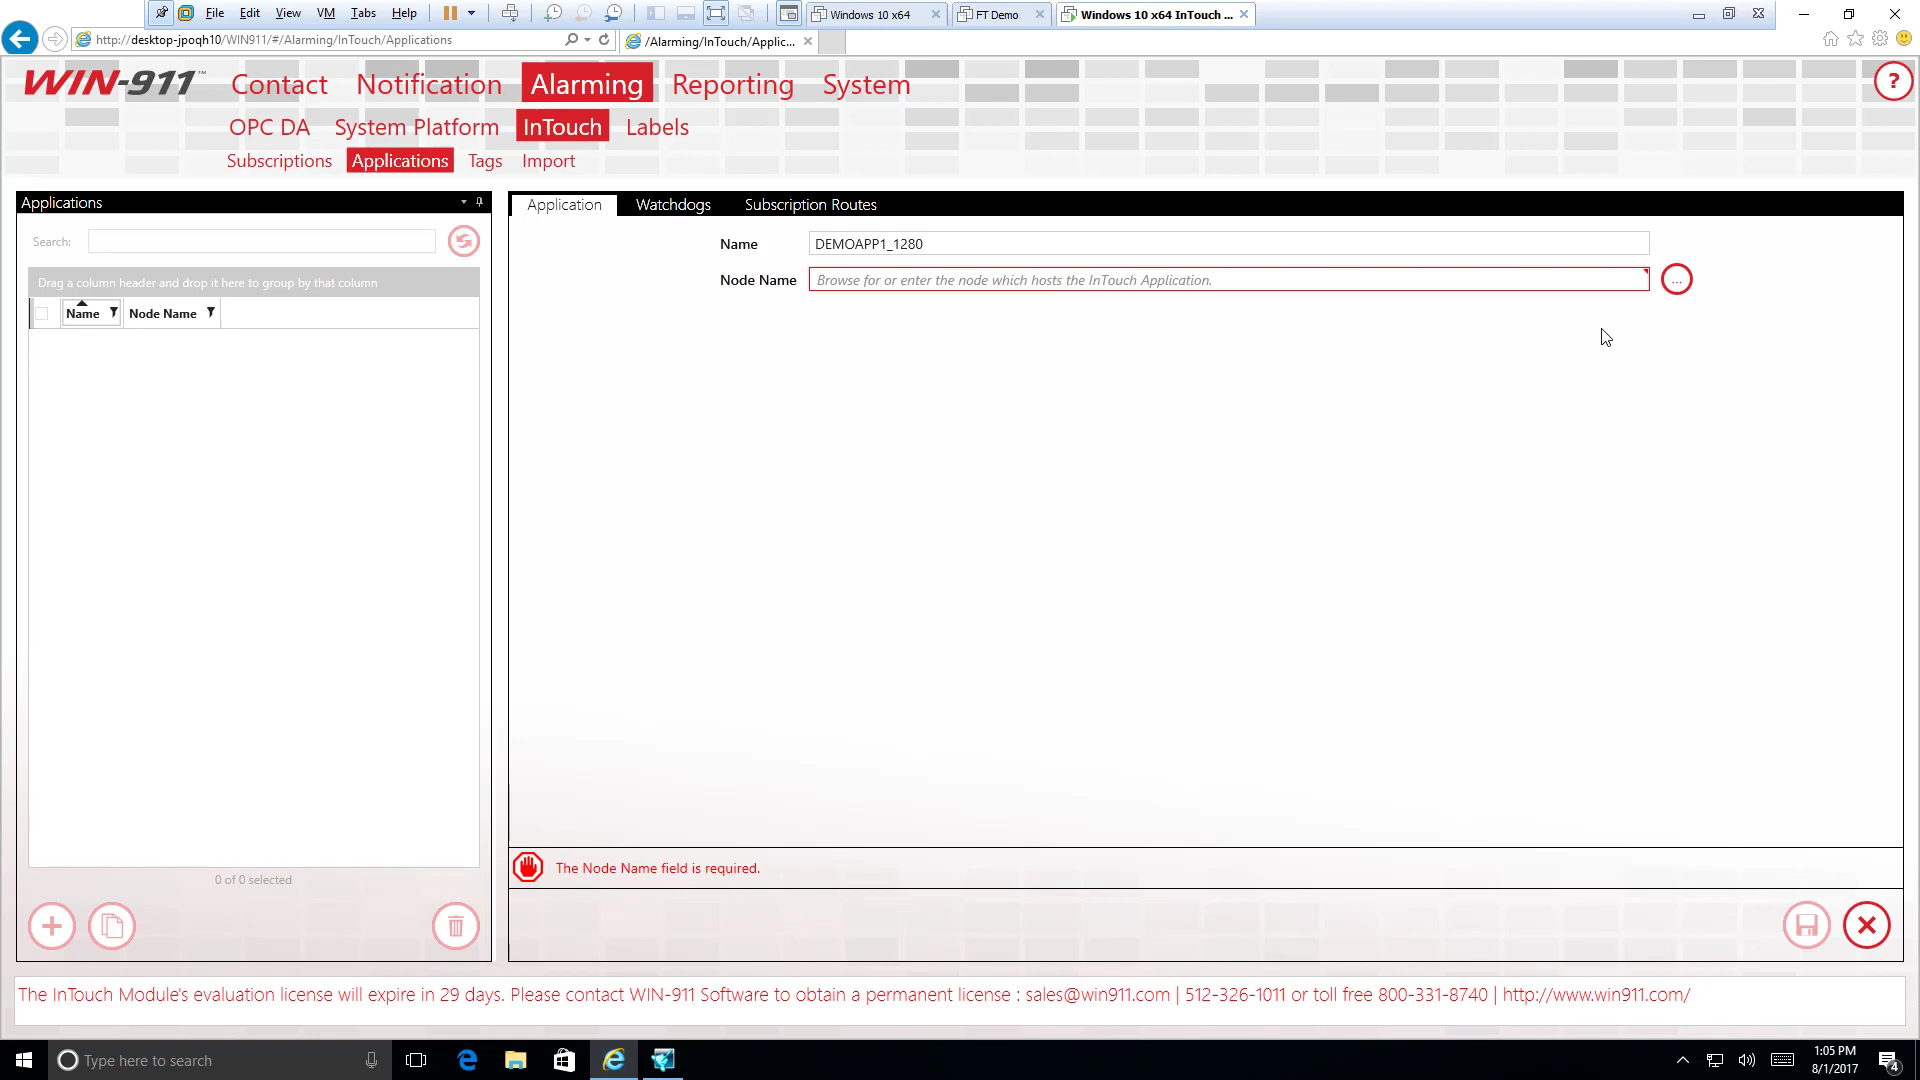 File Edit View VM Tabs Help
Windows 10 x64
FT Demo
Windows 10 x64 InTouch ...
http://desktop-jpoqh10/WIN911/#/Alarming/InTouch/Applications
/Alarming/InTouch/Applic...
WIN-911™
Contact Notification Alarming Reporting System
?
OPC DA System Platform InTouch Labels
Subscriptions Applications Tags Import
Applications
Search:
Drag a column header and drop it here to group by that column
Name Node Name
0 of 0 selected
Application Watchdogs Subscription Routes
Name DEMOAPP1_1280
Node Name Browse for or enter the node which hosts the InTouch Application. ...
The Node Name field is required.
The InTouch Module's evaluation license will expire in 29 days. Please contact WIN-911 Software to obtain a permanent license : sales@win911.com | 512-326-1011 or toll free 800-331-8740 | http://www.win911.com/
Type here to search
1:05 PM
8/1/2017
4